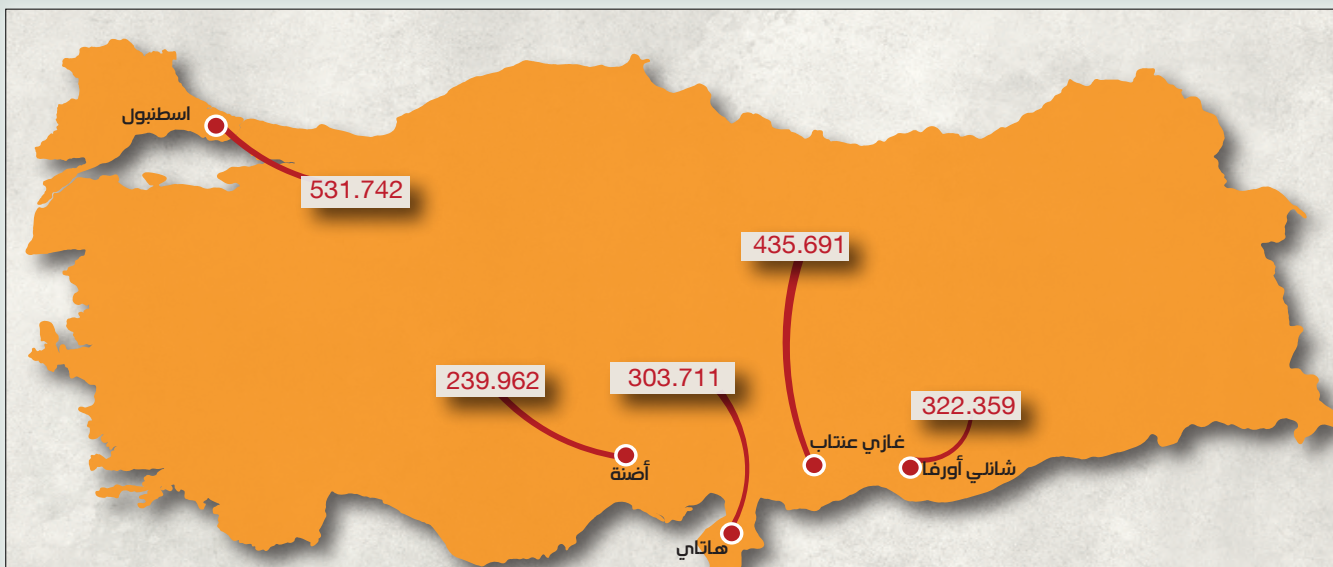 اسطنبول
531.742
435.691
239.962
303.711
322.359
غازي عنتاب
شانلي أورفا
أضنة
هاتاي